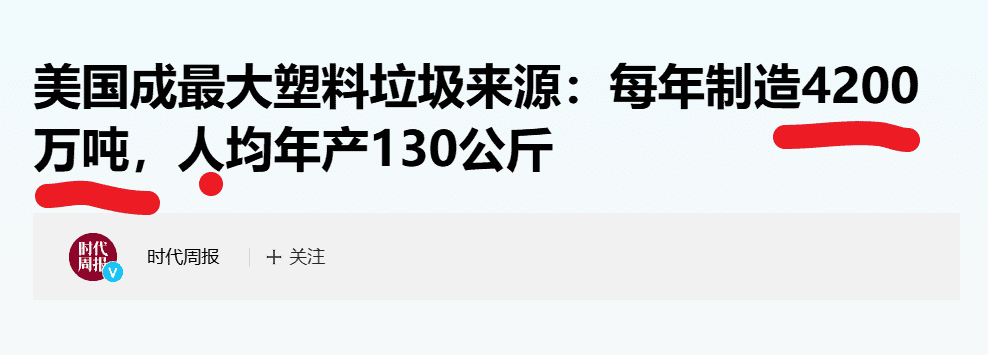 美国成最大塑料垃圾来源：每年制造4200
万吨，人均年产130公斤
时代
周报
V
时代周报
+ 关注